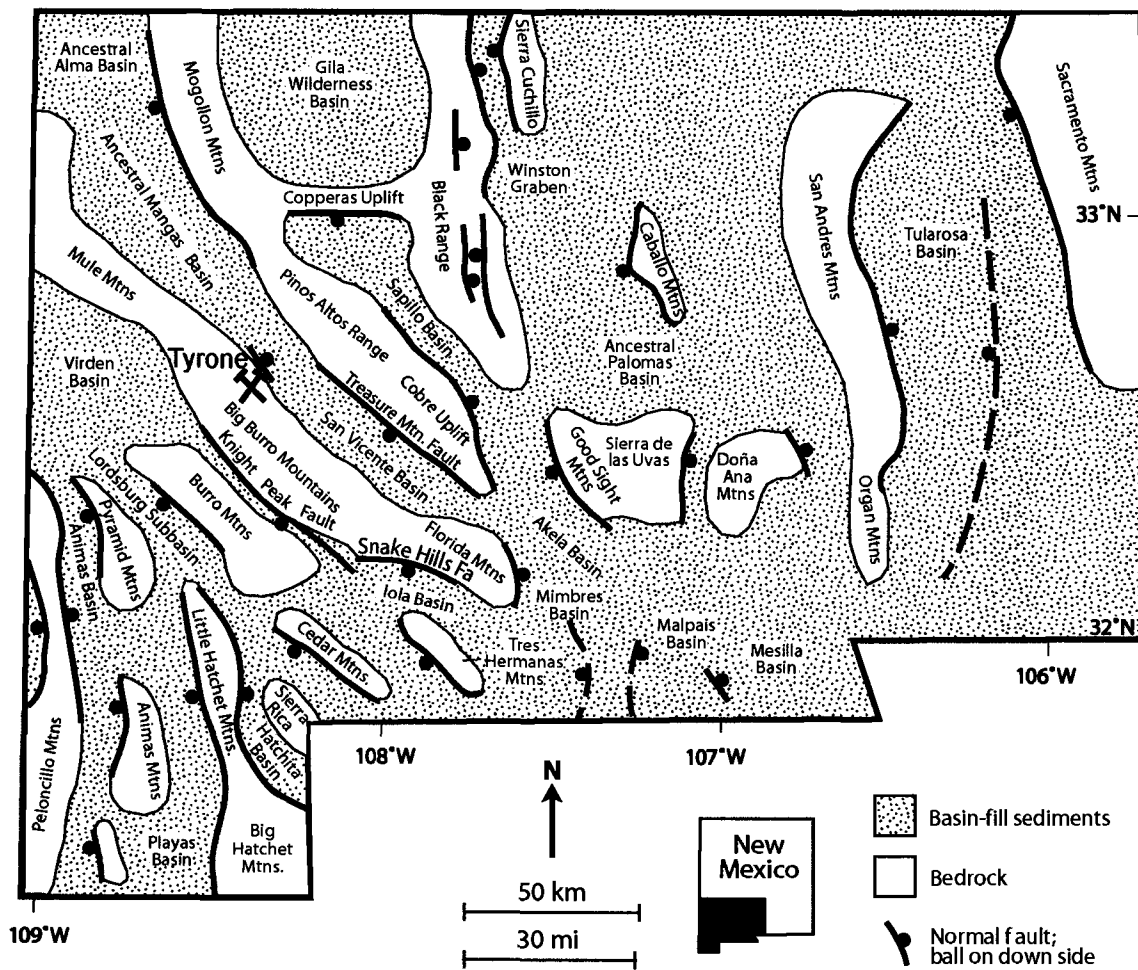 Ancestral
Alma Basin
Mogollon Mtns
Gila
Wilderness
Basin
Sierra Cuchillo
Sacramento Mtns
Ancestral Mangas Basin
Copperas Uplift
Black Range
Winston
Graben
San Andres Mtns
Tularosa
Basin
33°N
Caballo Mtns
Mule Mtns
Pinos Altos Range
Sapillo Basin
Ancestral
Palomas
Basin
Virden
Basin
Tyrone
Cobre Uplift
Treasure Mtn. Fault
San Vicente Basin
Big Burro Mountains
Knight Peak Fault
Good Sight
Mtns
Sierra de
las Uvas
Doña
Ana
Mtns
Organ Mtns
Lordsburg Subbasin
Burro Mtns
Pyramid Mtns
Animas Basin
Florida Mtns
Snake Hills Fa
Akela Basin
Iola Basin
Mimbres
Basin
Little Hatchet Mtns.
Cedar Mtns.
Tres
Hermanas
Mtns.
Malpais
Basin
Mesilla
Basin
32°N
106°W
Peloncillo Mtns
Animas Mtns
Sierra
Rica
Hatchita
Basin
108°W
107°W
Playas
Basin
Big
Hatchet
Mtns.
109°W
N
50 km
30 mi
New
Mexico
Basin-fill sediments
Bedrock
Normal fault;
ball on down side